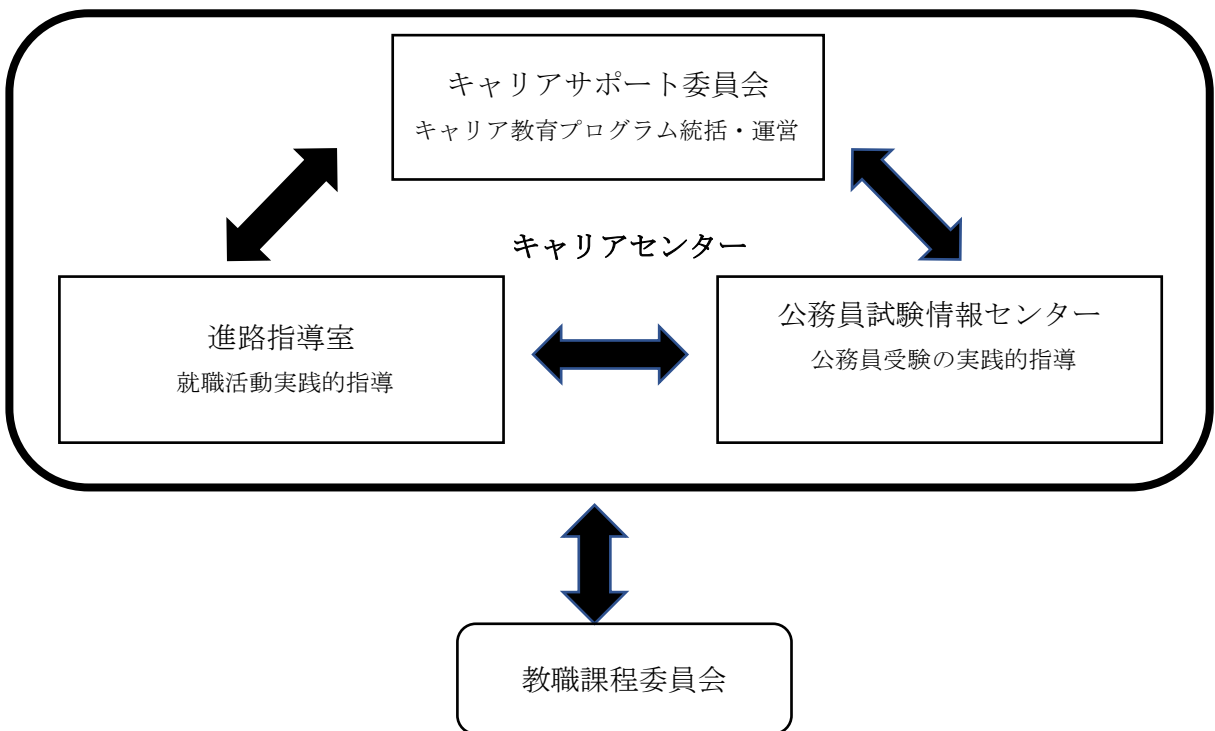 キャリアサポート委員会
キャリア教育プログラム統括・運営
キャリアセンター
進路指導室
就職活動実践的指導
公務員試験情報センター
公務員受験の実践的指導
教職課程委員会